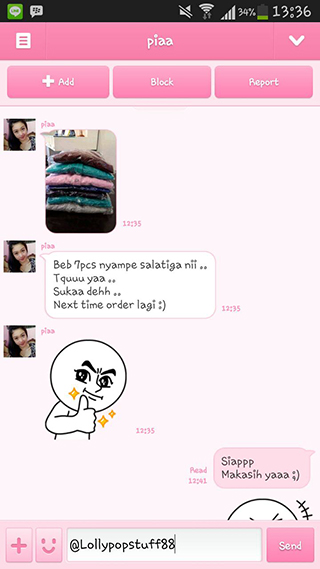 34% 13:36
piaa
+ Add
Block
Report
piaa
12:35
piaa
Beb 7pcs nyampe salatiga nii ..
Tquuu yaa ..
Sukaa dehh ..
Next time order lagi :)
12:35
piaa
12:35
Siappp
Makasih yaaa ;)
Read
12:41
@Lollypopstuff88
Send